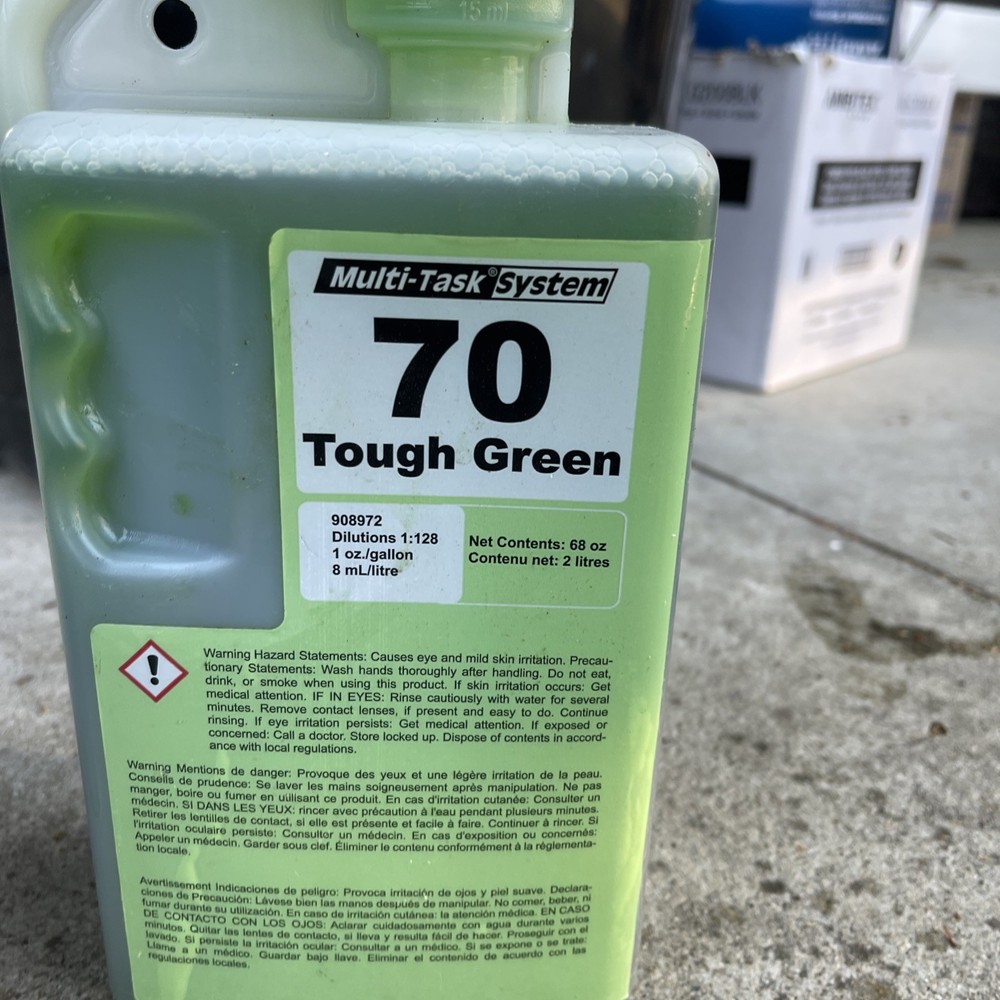 15 ml
Multi-Task® System
70
Tough Green
908972
Dilutions 1:128
1 oz./gallon
8 mL/litre
Net Contents: 68 oz
Contenu net: 2 litres
Warning Hazard Statements: Causes eye and mild skin irritation. Precau-
tionary Statements: Wash hands thoroughly after handling. Do not eat,
drink, or smoke when using this product. If skin irritation occurs: Get
medical attention. IF IN EYES: Rinse cautiously with water for several
minutes. Remove contact lenses, if present and easy to do. Continue
rinsing. If eye irritation persists: Get medical attention. If exposed or
concerned: Call a doctor. Store locked up. Dispose of contents in accord-
ance with local regulations.
Warning Mentions de danger: Provoque des yeux et une légère irritation de la peau.
Conseils de prudence: Se laver les mains soigneusement après manipulation. Ne pas
manger, boire ou fumer en utilisant ce produit. En cas d'irritation cutanée: Consulter un
médecin. SI DANS LES YEUX: rincer avec précaution à l'eau pendant plusieurs minutes.
Retirer les lentilles de contact, si elle est présente et facile à faire. Continuer à rincer. Si
l'irritation oculaire persiste: Consultor un médecin. En cas d'exposition ou concernés:
Appeler un médecin. Garder sous clef. Éliminer le contenu conformément à la réglementa-
tion locale.
Avertissement Indicaciones de peligro: Provoca irritación de ojos y piel suave. Declara-
ciones de Precaución: Lávese bien las manos después de manipular. No comer, beber, ni
fumar durante su utilización. En caso de irritación cutánea: la atención médica. EN CASO
DE CONTACTO CON LOS OJOS: Aclarar cuidadosamente con agua durante varios
minutos. Quitar las lentes de contacto, si lleva y resulta fácil de hacer. Proseguir con el
lavado. Si persiste la irritación ocular: Consultar a un médico. Si se expone o se trate:
Llame a un médico. Guardar bajo llave. Eliminar el contenido de acuerdo con las
regulaciones locales.